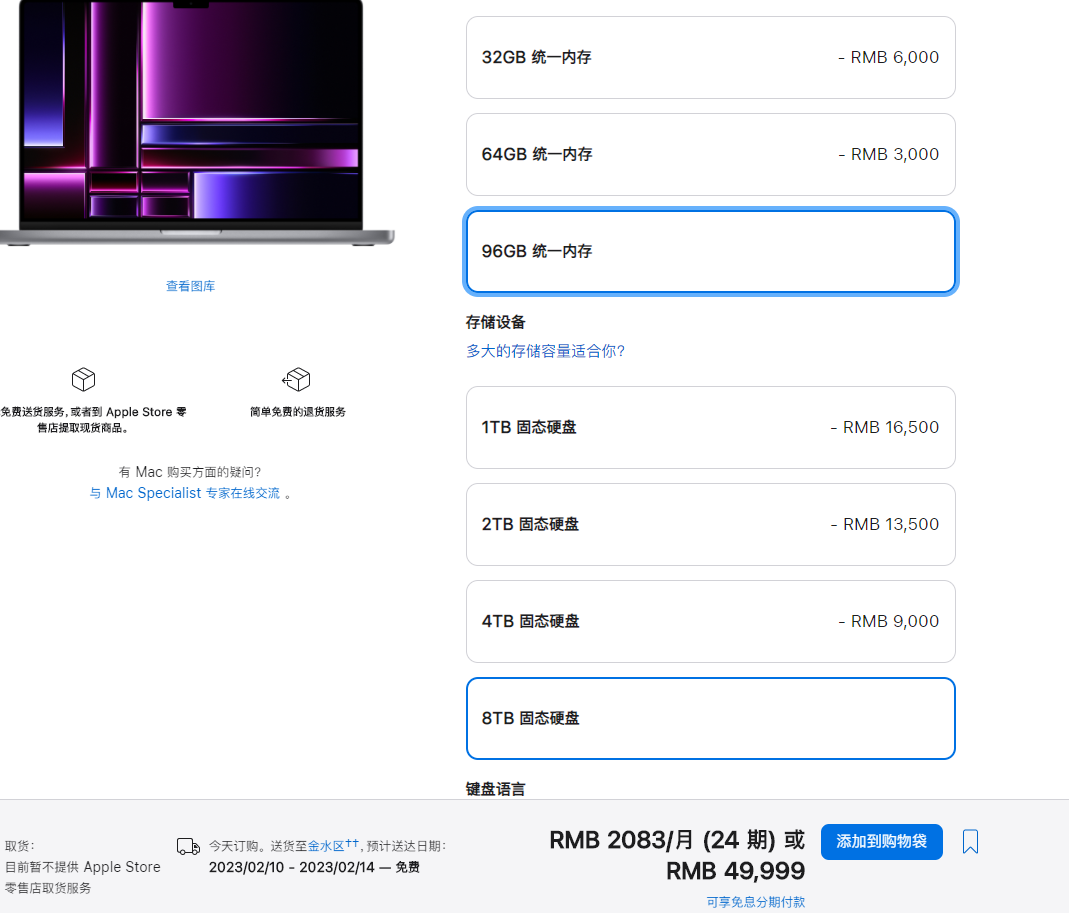 32GB 统一内存 - RMB 6,000
64GB 统一内存 - RMB 3,000
96GB 统一内存
查看图库
存储设备
多大的存储容量适合你?
免费送货服务，或者到 Apple Store 零
售店提取现货商品。
简单免费的退货服务
1TB 固态硬盘 - RMB 16,500
有 Mac 购买方面的疑问?
与 Mac Specialist 专家在线交流 。
2TB 固态硬盘 - RMB 13,500
4TB 固态硬盘 - RMB 9,000
8TB 固态硬盘
键盘语言
取货：
目前暂不提供 Apple Store
零售店取货服务
今天订购。送货至金水区††，预计送达日期：
2023/02/10 - 2023/02/14 — 免费
RMB 2083/月 (24 期) 或
RMB 49,999
可享免息分期付款
添加到购物袋